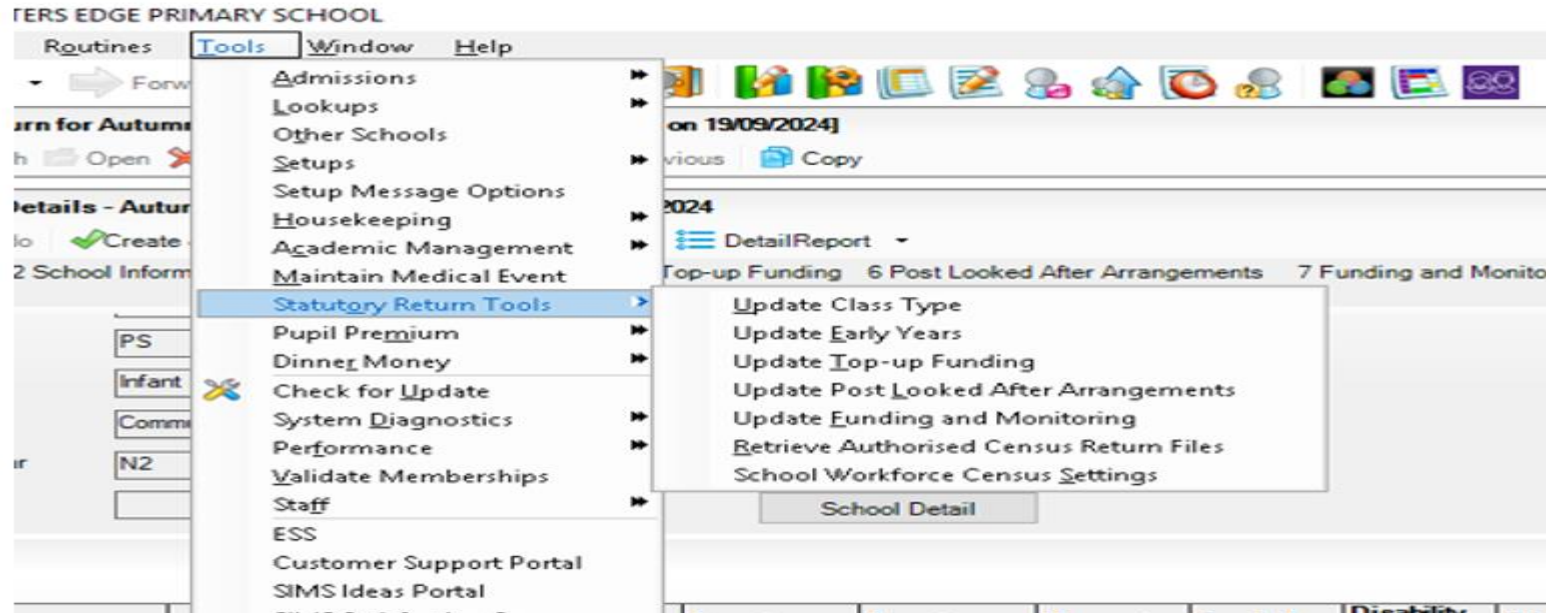 TERS EDGE PRIMARY SCHOOL
Routines Tools Window Help
Forw
Admissions
Lookups
urn for Autum on 19/09/2024]
Other Schools
h Open vious Copy
Setups
Setup Message Options
Details - Autur 2024
Housekeeping
lo Create DetailReport
Academic Management
2 School Inform Top-up Funding 6 Post Looked After Arrangements 7 Funding and Monito
Maintain Medical Event
Statutory Return Tools Update Class Type
PS Pupil Premium Update Early Years
Dinner Money Update Top-up Funding
Infant Check for Update Update Post Looked After Arrangements
Comm System Diagnostics Update Funding and Monitoring
Performance Retrieve Authorised Census Return Files
ur N2 Validate Memberships School Workforce Census Settings
Staff School Detail
ESS
Customer Support Portal
SIMS Ideas Portal
Disability